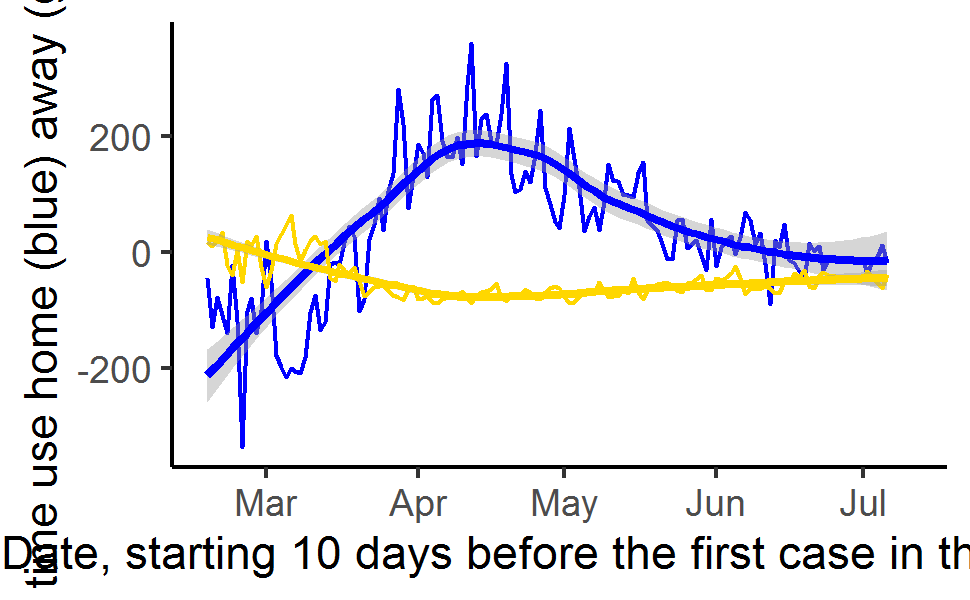 time use home (blue) away (g
200
0
-200
Mar Apr May Jun Jul
Date, starting 10 days before the first case in th